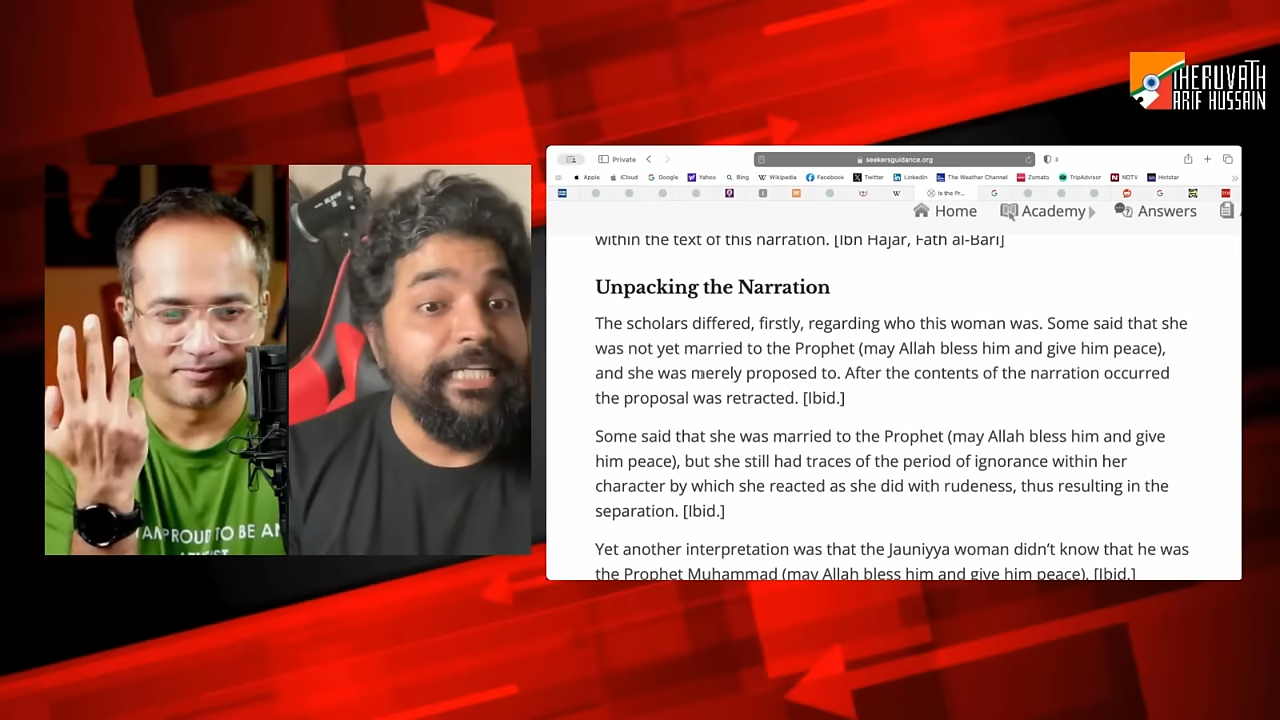 THERUVATH
ARIF HUSSAIN
Private
seekersguidance.org
3
Apple
iCloud
Google
Yahoo
Bing
Wikipedia
Facebook
Twitter
LinkedIn
The Weather Channel
Zomato
TripAdvisor
NDTV
Hotstar
Is the Pr...
Home
Academy
Answers
within the text of this narration. [Ibn Hajar, Fath al-Bari]
Unpacking the Narration
The scholars differed, firstly, regarding who this woman was. Some said that she
was not yet married to the Prophet (may Allah bless him and give him peace),
and she was merely proposed to. After the contents of the narration occurred
the proposal was retracted. [Ibid.]
Some said that she was married to the Prophet (may Allah bless him and give
him peace), but she still had traces of the period of ignorance within her
character by which she reacted as she did with rudeness, thus resulting in the
separation. [Ibid.]
Yet another interpretation was that the Jauniyya woman didn't know that he was
the Prophet Muhammad (may Allah bless him and give him peace). [Ibid.]
PROUD TO BE AN